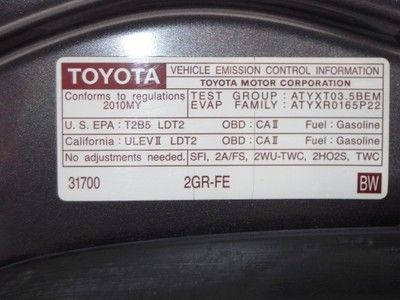 TOYOTA
VEHICLE EMISSION CONTROL INFORMATION
TOYOTA MOTOR CORPORATION
Conforms to regulations
2010MY
TEST GROUP : ATYXT03.5BEM
EVAP FAMILY : ATYXR0165P22
U. S. EPA : T2B5 LDT2 OBD : CA II Fuel : Gasoline
California : ULEV II LDT2 OBD : CA II Fuel : Gasoline
No adjustments needed. SFI, 2A/FS, 2WU-TWC, 2HO2S, TWC
31700 2GR-FE BW